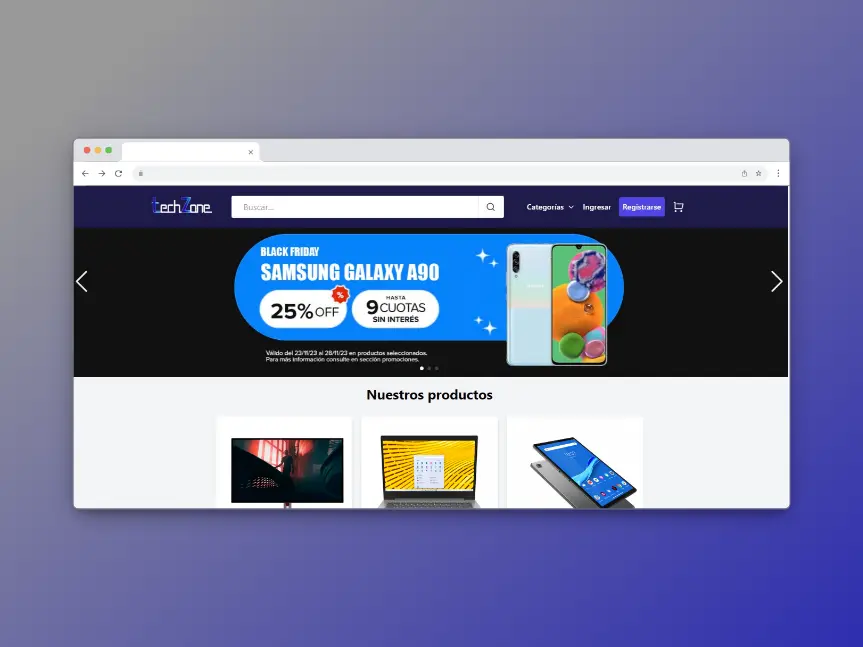 techZone
Buscar...
Categorías
Ingresar
Registrarse
BLACK FRIDAY
SAMSUNG GALAXY A90
25% OFF
%
HASTA
9 CUOTAS
SIN INTERÉS
Válido del 23/11/23 al 28/11/23 en productos seleccionados.
Para más información consulte en sección promociones.
Nuestros productos